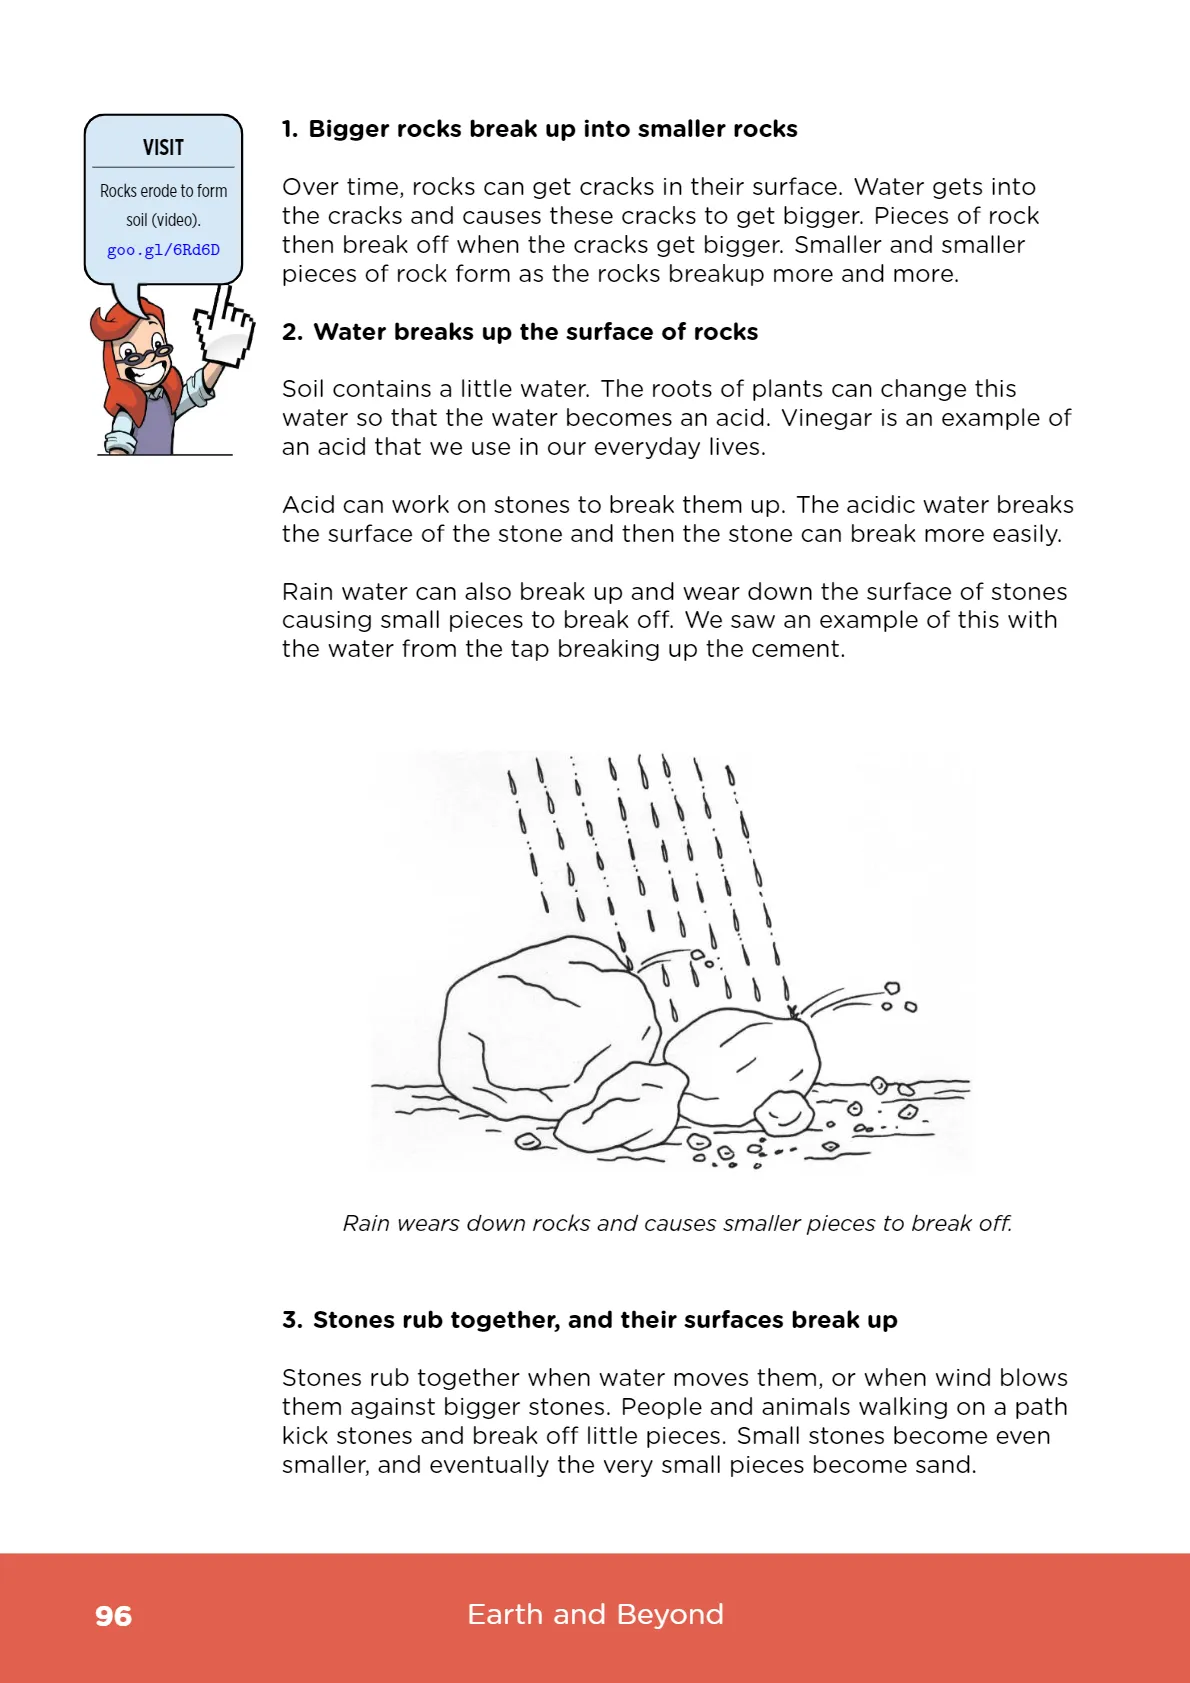 VISIT
Rocks erode to form
soil (video).
goo.gl/6Rd6D
1. Bigger rocks break up into smaller rocks
Over time, rocks can get cracks in their surface. Water gets into
the cracks and causes these cracks to get bigger. Pieces of rock
then break off when the cracks get bigger. Smaller and smaller
pieces of rock form as the rocks breakup more and more.
2. Water breaks up the surface of rocks
Soil contains a little water. The roots of plants can change this
water so that the water becomes an acid. Vinegar is an example of
an acid that we use in our everyday lives.
Acid can work on stones to break them up. The acidic water breaks
the surface of the stone and then the stone can break more easily.
Rain water can also break up and wear down the surface of stones
causing small pieces to break off. We saw an example of this with
the water from the tap breaking up the cement.
Rain wears down rocks and causes smaller pieces to break off.
3. Stones rub together, and their surfaces break up
Stones rub together when water moves them, or when wind blows
them against bigger stones. People and animals walking on a path
kick stones and break off little pieces. Small stones become even
smaller, and eventually the very small pieces become sand.
96
Earth and Beyond